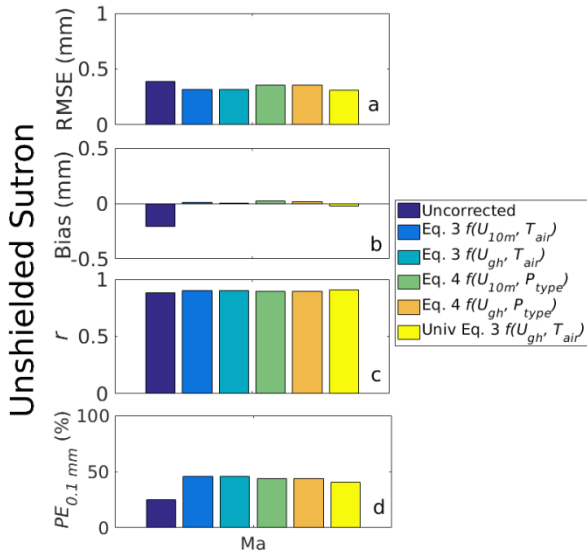 Unshielded Sutron
RMSE (mm)
1
0.5
0
a
Bias (mm)
0.5
0
-0.5
b
r
1
0.5
0
c
PE0.1 mm (%)
100
50
0
d
Ma
Uncorrected
Eq. 3 f(U10m, Tair)
Eq. 3 f(Ugh, Tair)
Eq. 4 f(U10m, Ptype)
Eq. 4 f(Ugh, Ptype)
Univ Eq. 3 f(Ugh, Tair)